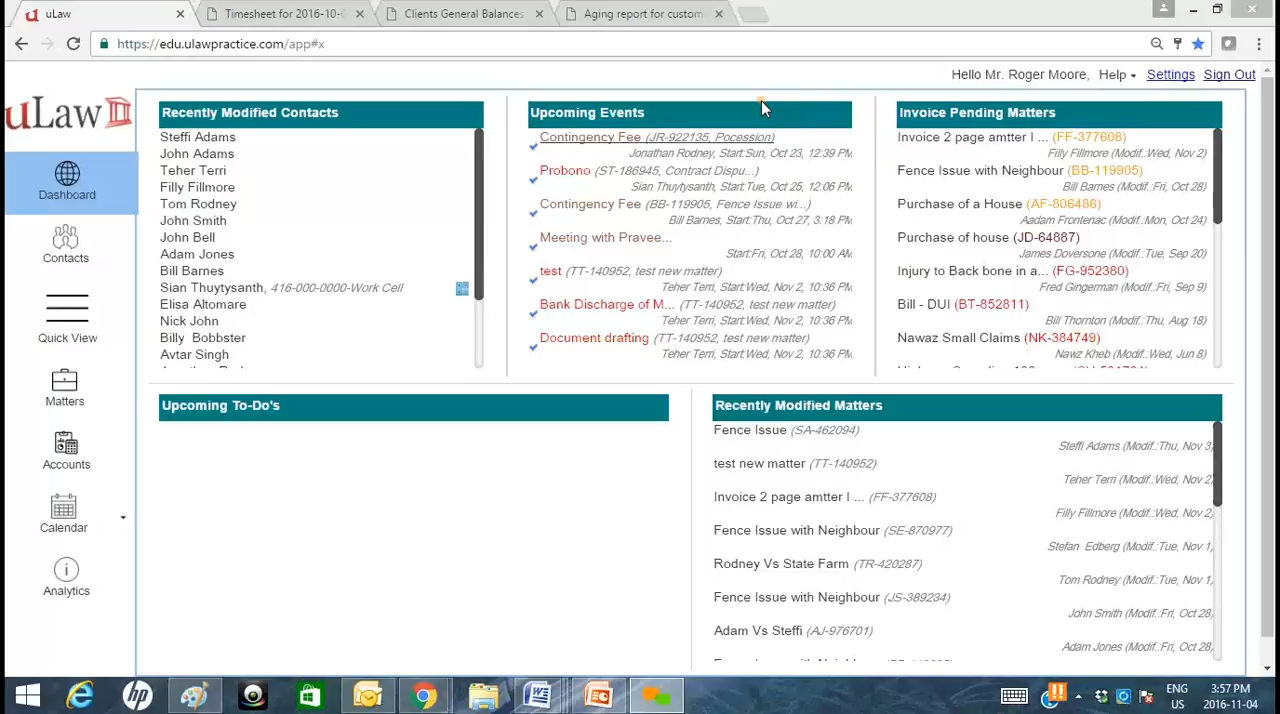 uLaw
Timesheet for 2016-10-
Clients General Balances
Aging report for custom
https://edu.ulawpractice.com/app#x
Hello Mr. Roger Moore, Help Settings Sign Out
uLaw
Dashboard
Contacts
Quick View
Matters
Accounts
Calendar
Analytics
Recently Modified Contacts
Steffi Adams
John Adams
Teher Terri
Filly Fillmore
Tom Rodney
John Smith
John Bell
Adam Jones
Bill Barnes
Sian Thuytysanth, 416-000-0000-Work Cell
Elisa Altomare
Nick John
Billy Bobbster
Avtar Singh
Upcoming Events
Contingency Fee (JR-922135, Pocession)
Jonathan Rodney, Start:Sun, Oct 23, 12:39 PM
Probono (ST-186945, Contract Dispu...)
Sian Thuytysanth, Start:Tue, Oct 25, 12:06 PM
Contingency Fee (BB-119905, Fence Issue wi...)
Bill Barnes, Start:Thu, Oct 27, 3:18 PM
Meeting with Pravee...
Start:Fri, Oct 28, 10:00 AM
test (TT-140952, test new matter)
Teher Terri, Start:Wed, Nov 2, 10:36 PM
Bank Discharge of M... (TT-140952, test new matter)
Teher Terri, Start:Wed, Nov 2, 10:36 PM
Document drafting (TT-140952, test new matter)
Teher Terri, Start:Wed, Nov 2, 10:36 PM
Invoice Pending Matters
Invoice 2 page amtter I ... (FF-377608)
Filly Fillmore (Modif.:Wed, Nov 2)
Fence Issue with Neighbour (BB-119905)
Bill Barnes (Modif.:Fri, Oct 28)
Purchase of a House (AF-806486)
Aadam Frontenac (Modif.:Mon, Oct 24)
Purchase of house (JD-64887)
James Doversone (Modif.:Tue, Sep 20)
Injury to Back bone in a... (FG-952380)
Fred Gingerman (Modif.:Fri, Sep 9)
Bill - DUI (BT-852811)
Bill Thornton (Modif.:Thu, Aug 18)
Nawaz Small Claims (NK-384749)
Nawz Kheb (Modif.:Wed, Jun 8)
Upcoming To-Do's
Recently Modified Matters
Fence Issue (SA-462094)
Steffi Adams (Modif.:Thu, Nov 3)
test new matter (TT-140952)
Teher Terri (Modif.:Wed, Nov 2)
Invoice 2 page amtter I ... (FF-377608)
Filly Fillmore (Modif.:Wed, Nov 2)
Fence Issue with Neighbour (SE-870977)
Stefan Edberg (Modif.:Tue, Nov 1)
Rodney Vs State Farm (TR-420287)
Tom Rodney (Modif.:Tue, Nov 1)
Fence Issue with Neighbour (JS-389234)
John Smith (Modif.:Fri, Oct 28)
Adam Vs Steffi (AJ-976701)
Adam Jones (Modif.:Fri, Oct 28)
ENG
US
3:57 PM
2016-11-04